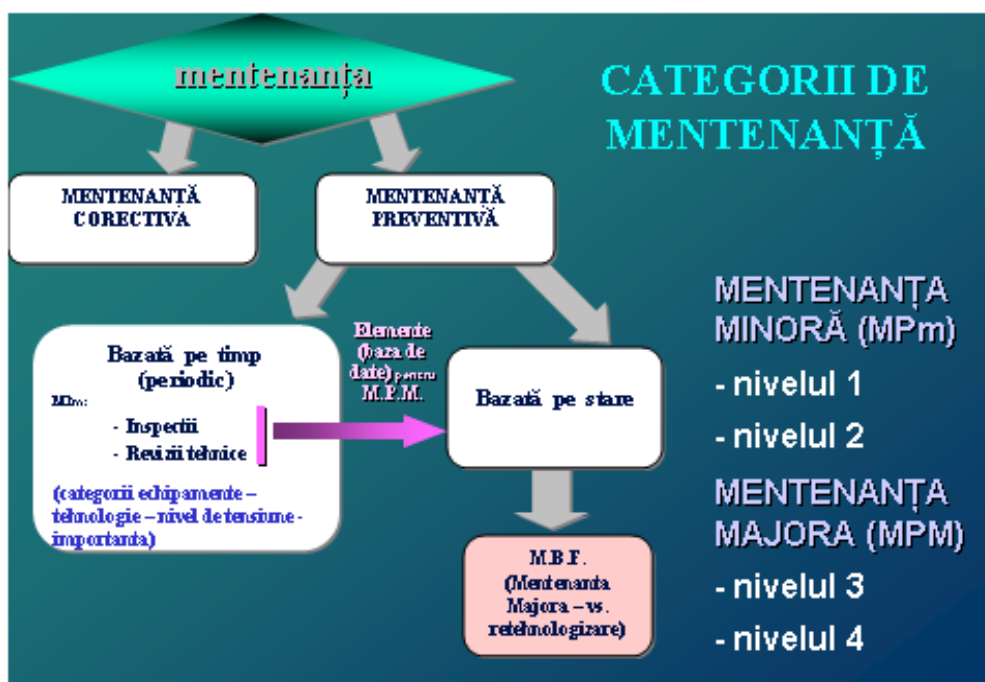 mentenanța
CATEGORII DE
MENTENANȚĂ
MENTENANȚĂ
CORECTIVA
MENTENANȚĂ
PREVENTIVĂ
Bazată pe timp
(periodic)
MPm:
- Inspectii
- Revizii tehnice
(categorii echipamente –
tehnologie – nivel de tensiune -
importanta)
Elemente
(baza de
date) pentru
M.P.M.
Bazată pe stare
M.B.F.
(Mentenanta
Majora – vs.
retehnologizare)
MENTENANȚA
MINORĂ (MPm)
- nivelul 1
- nivelul 2
MENTENANȚA
MAJORA (MPM)
- nivelul 3
- nivelul 4